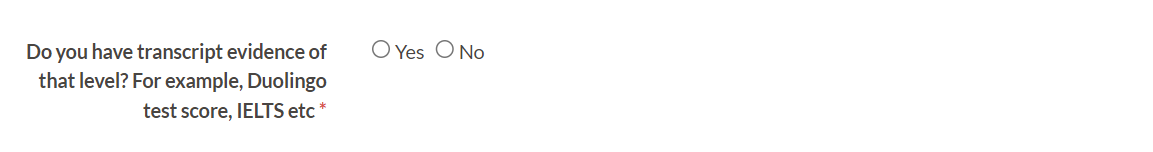 Do you have transcript evidence of
that level? For example, Duolingo
test score, IELTS etc *
Yes No